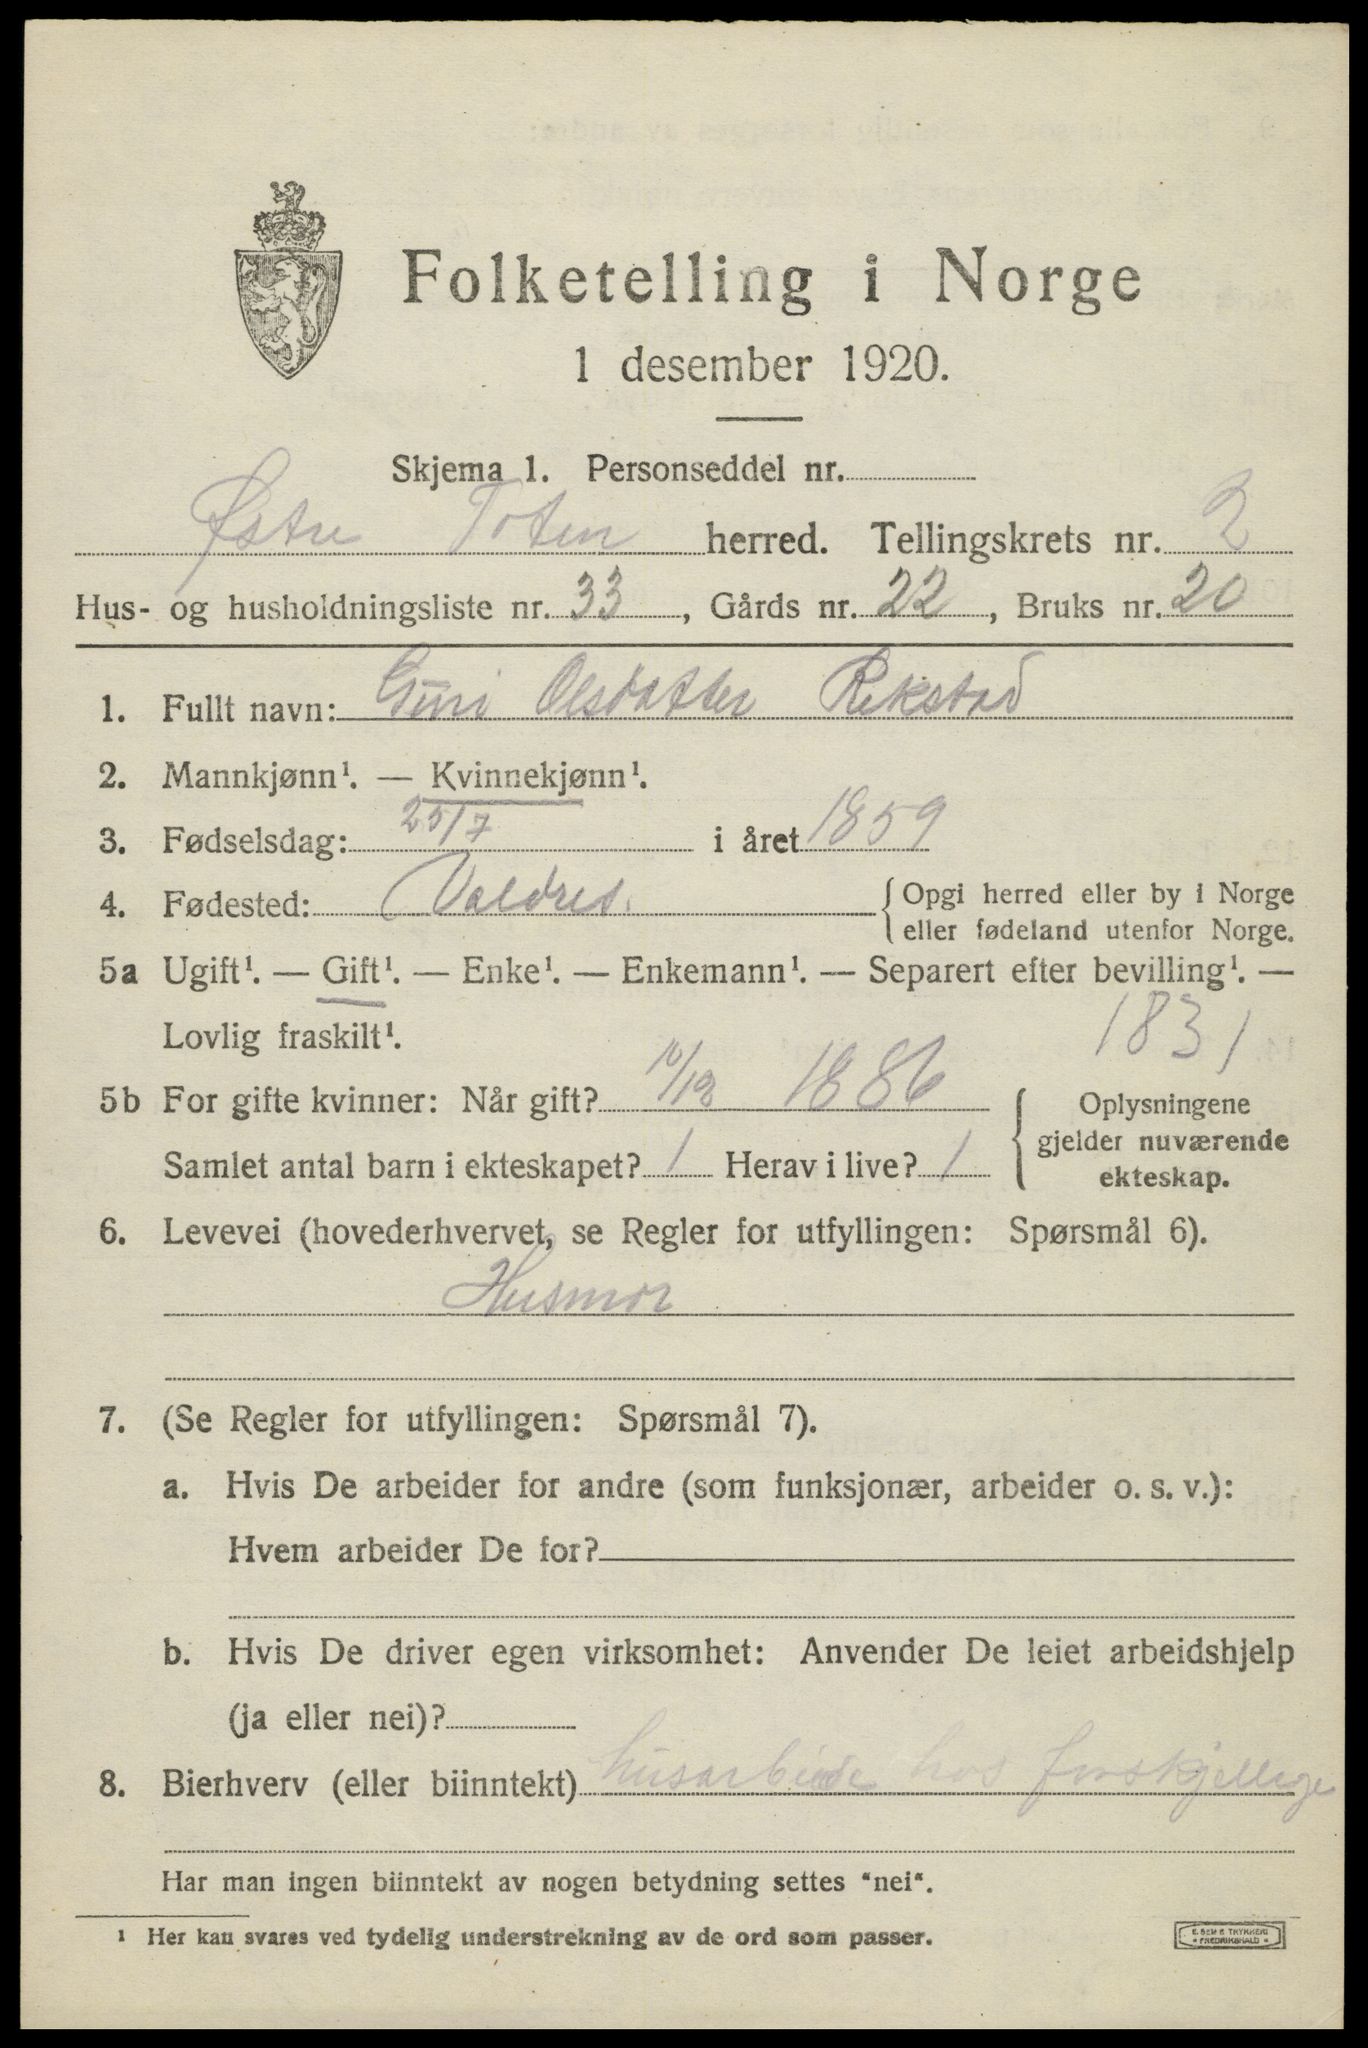 Folketelling i Norge
1 desember 1920.
Skjema 1. Personseddel nr.
Østre Toten herred. Tellingskrets nr. 2
Hus- og husholdningsliste nr. 33, Gårds nr. 22, Bruks nr. 20
1. Fullt navn: Guri Olsdatter Rekstad
2. Mannkjønn¹. — Kvinnekjønn¹.
3. Fødselsdag: 25/7 i året 1859
4. Fødested: Valdres.
{ Opgi herred eller by i Norge
eller fødeland utenfor Norge.
5a Ugift¹. — Gift¹. — Enke¹. — Enkemann¹. — Separert efter bevilling¹. —
Lovlig fraskilt¹.
1831
5b For gifte kvinner: Når gift? 10/12 1886
Samlet antal barn i ekteskapet? 1 Herav i live? 1
{ Oplysningene
gjelder nuværende
ekteskap.
6. Levevei (hovederhvervet, se Regler for utfyllingen: Spørsmål 6).
Husmor
7. (Se Regler for utfyllingen: Spørsmål 7).
a. Hvis De arbeider for andre (som funksjonær, arbeider o. s. v.):
Hvem arbeider De for?
b. Hvis De driver egen virksomhet: Anvender De leiet arbeidshjelp
(ja eller nei)?
8. Bierhverv (eller biinntekt) husarbeide hos forskjellige
Har man ingen biinntekt av nogen betydning settes "nei".
¹ Her kan svares ved tydelig understrekning av de ord som passer.
E. SEM'S TRYKKERI
* FREDRIKSHALD *